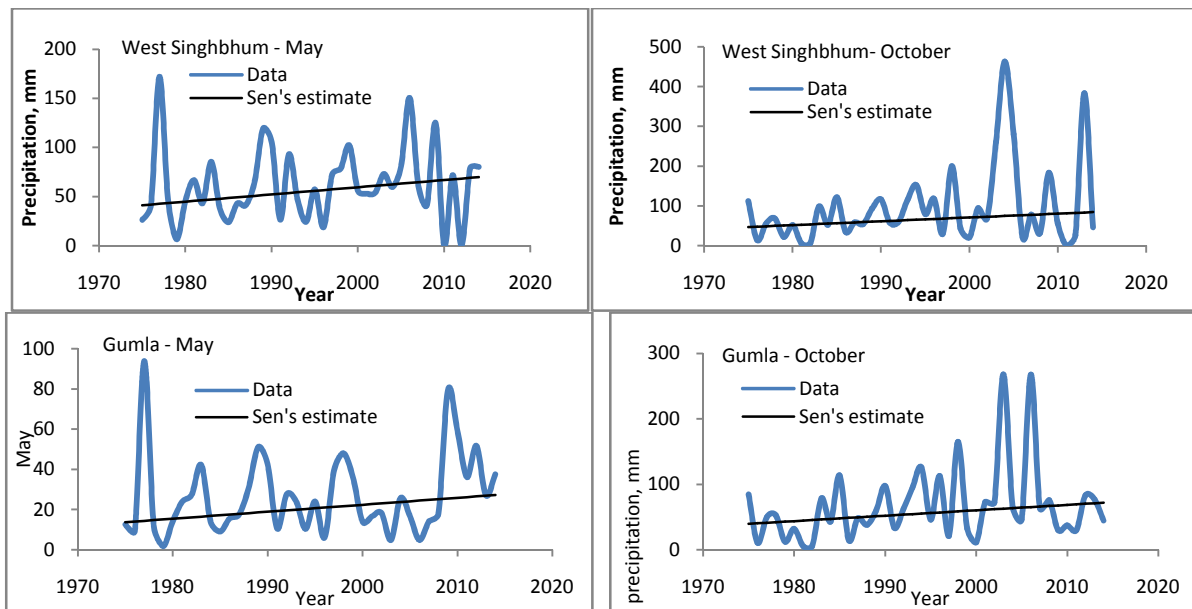 West Singhbhum - May
Data
Sen's estimate
Precipitation, mm
200
150
100
50
0
1970 1980 1990 2000 2010 2020
Year
West Singhbhum- October
Data
Sen's estimate
Precipitation, mm
500
400
300
200
100
0
1970 1980 1990 2000 2010 2020
Year
Gumla - May
Data
Sen's estimate
May
100
80
60
40
20
0
1970 1980 1990 2000 2010 2020
Year
Gumla - October
Data
Sen's estimate
precipitation, mm
300
200
100
0
1970 1980 1990 2000 2010 2020
Year